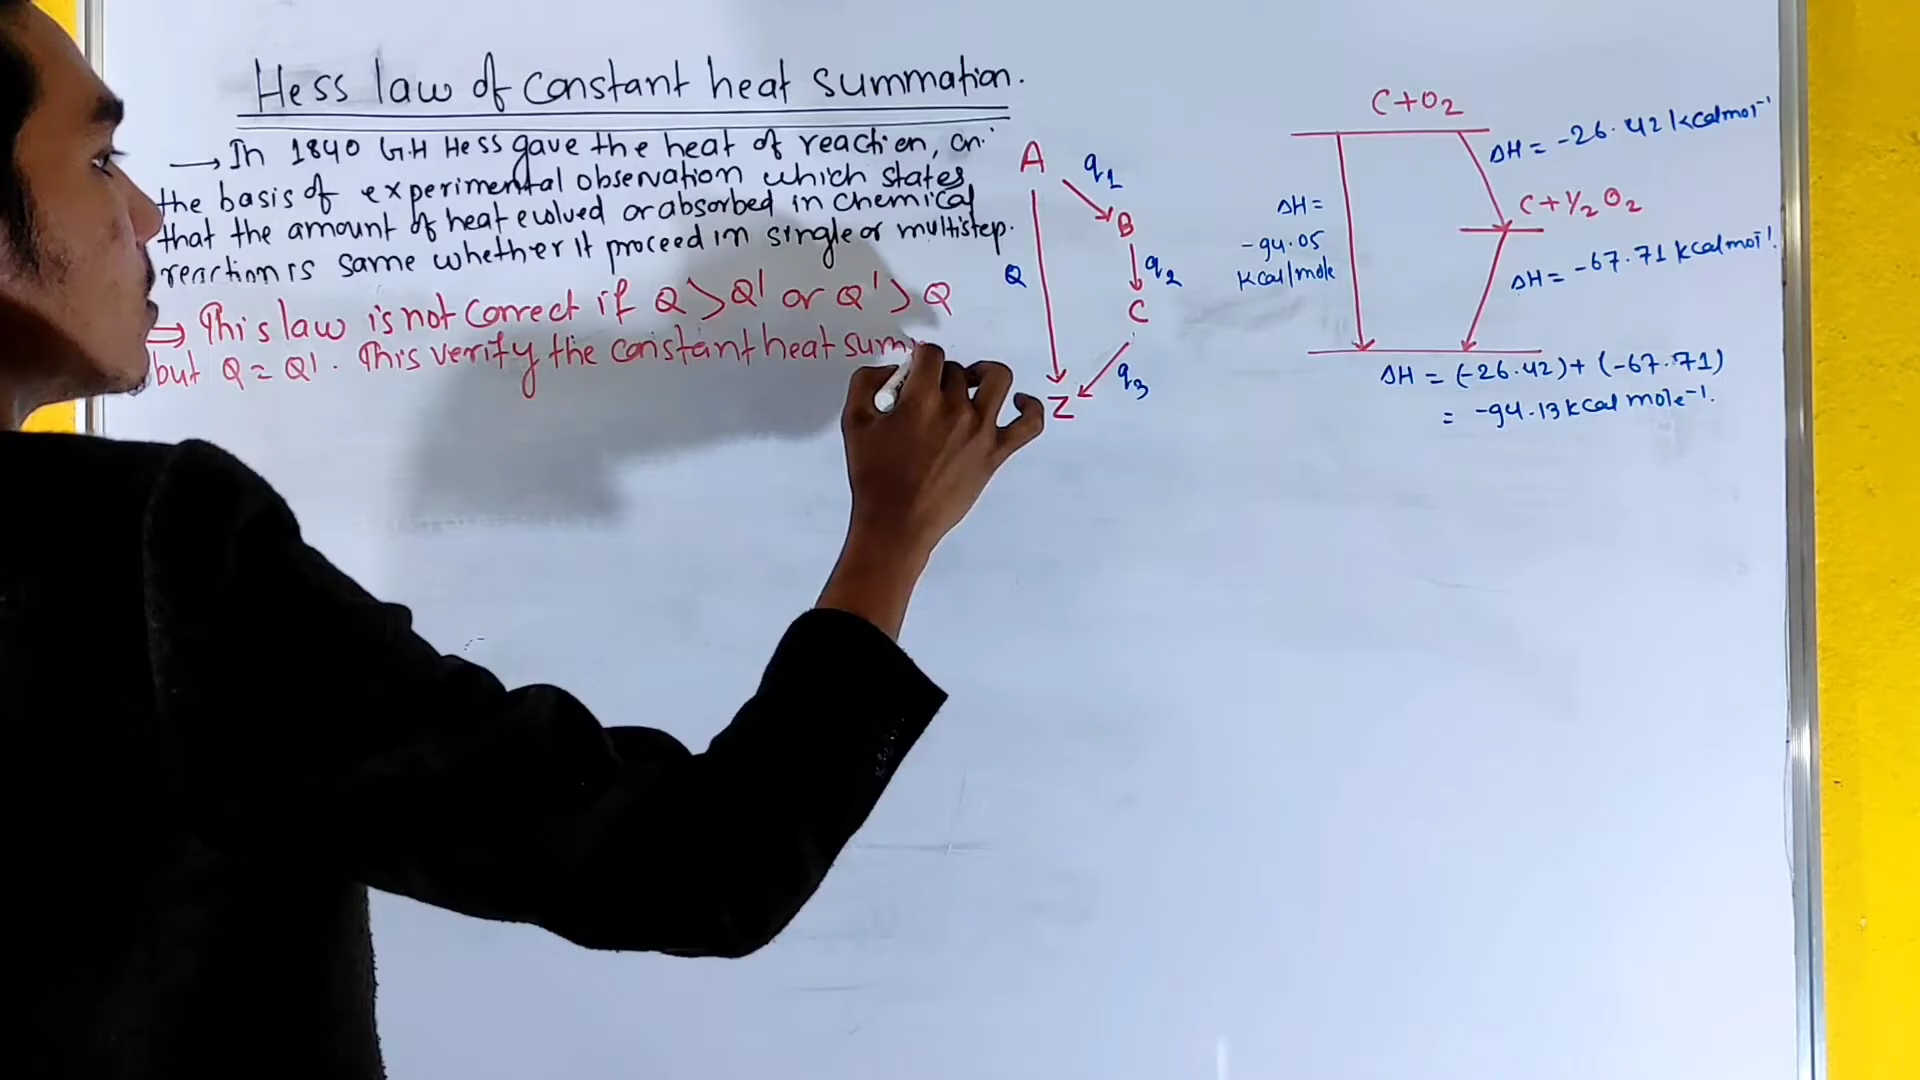 Hess law of constant heat summation.
→ In 1840 G.H Hess gave the heat of reaction, on
the basis of experimental observation which states
that the amount of heat evolved or absorbed in chemical
reaction is same whether it proceed in single or multistep.
⇒ This law is not correct if Q > Q' or Q' > Q
but Q = Q'. This verify the constant heat sum
A
q1
B
q2
C
q3
Q
Z
C+O2
ΔH = -26.42 kcal mol-1
C+1/2 O2
ΔH = -67.71 kcal mol-1.
ΔH =
-94.05
kcal/mole
ΔH = (-26.42)+(-67.71)
= -94.13 kcal mole-1.